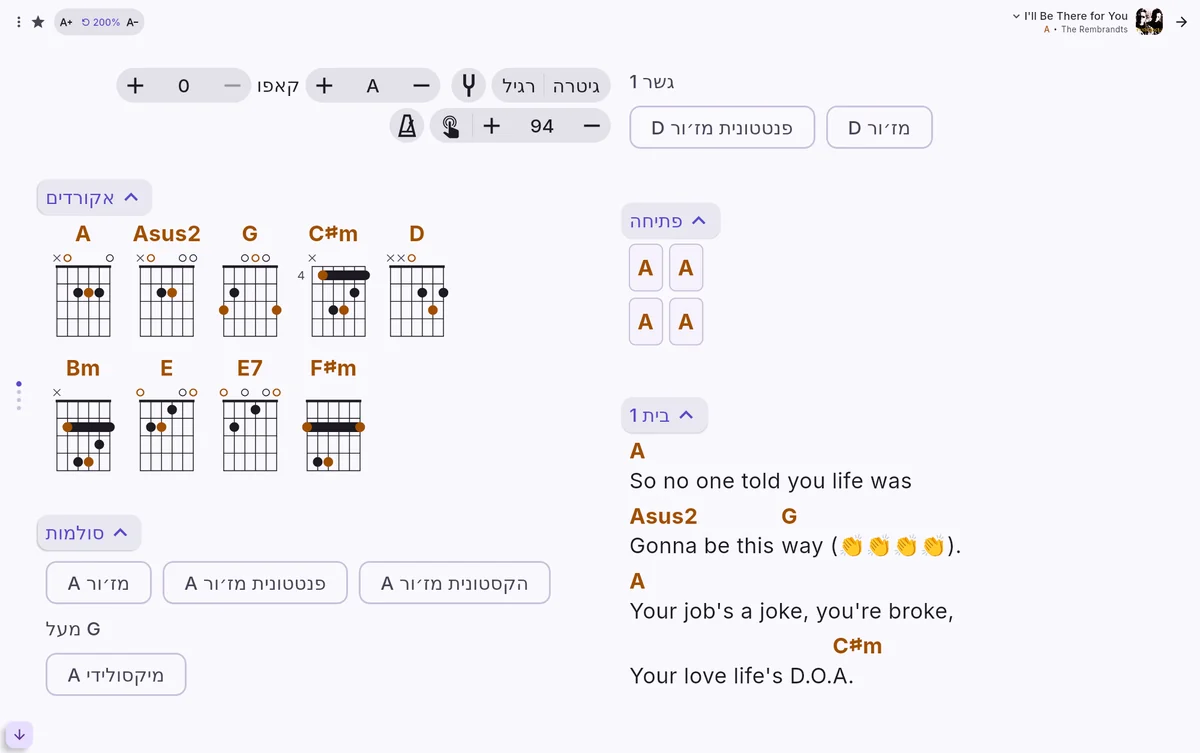 A+ 200% A-
I'll Be There for You
A • The Rembrandts
גיטרה רגיל
A
קאפו
0
94
אקורדים
A Asus2 G C#m D
4
Bm E E7 F#m
סולמות
A מז׳ור
A פנטטונית מז׳ור
A הקסטונית מז׳ור
מעל G
A מיקסולידי
גשר 1
D מז׳ור
D פנטטונית מז׳ור
פתיחה
A A
A A
בית 1
A
So no one told you life was
Asus2 G
Gonna be this way (👏👏👏👏).
A
Your job's a joke, you're broke,
C#m
Your love life's D.O.A.